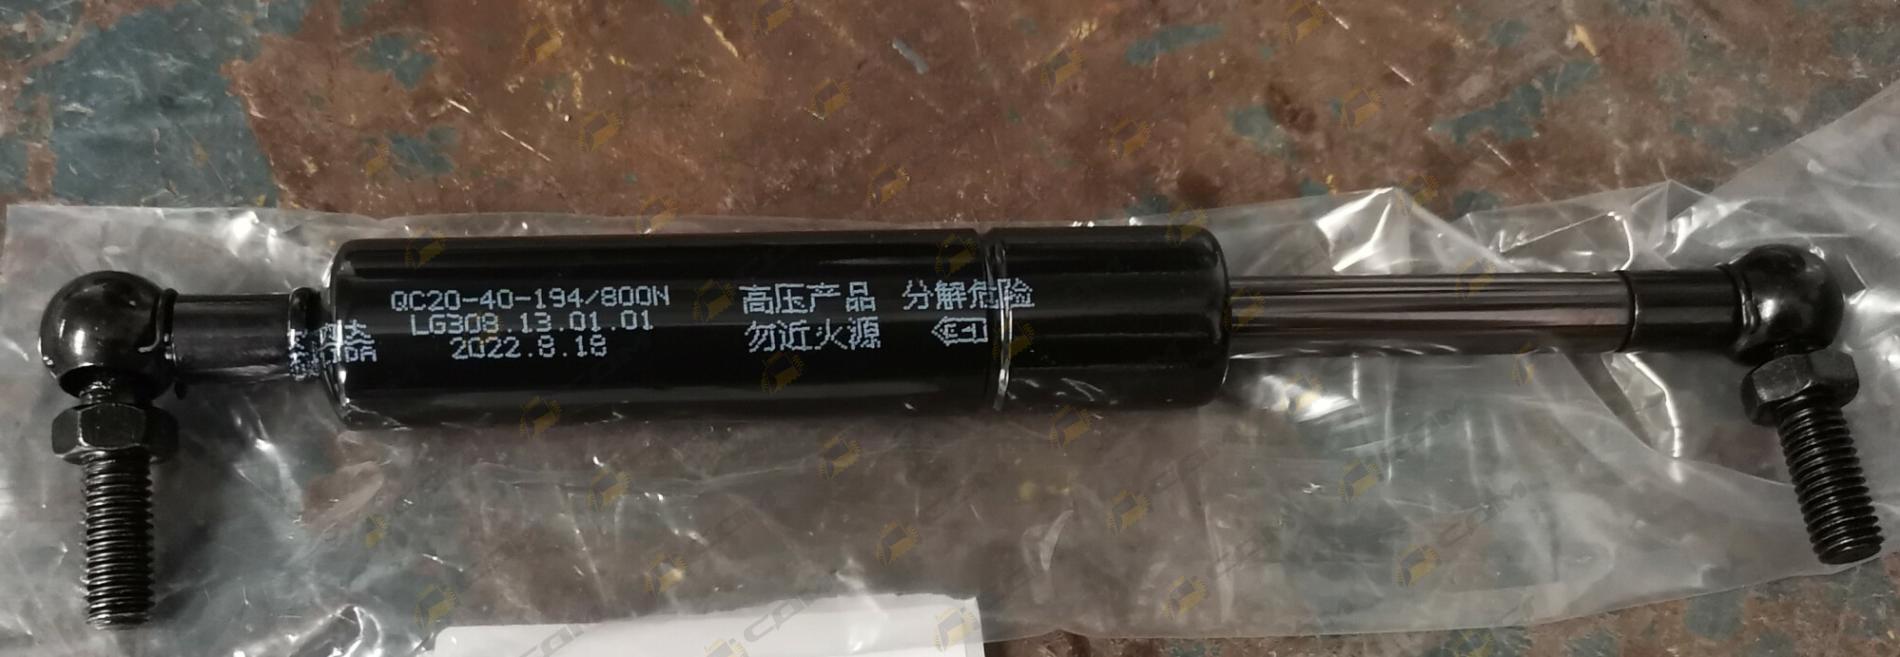 QC20-40-194/800N
LG308.13.01.01
2022.8.18
高压产品 分解危险
勿近火源